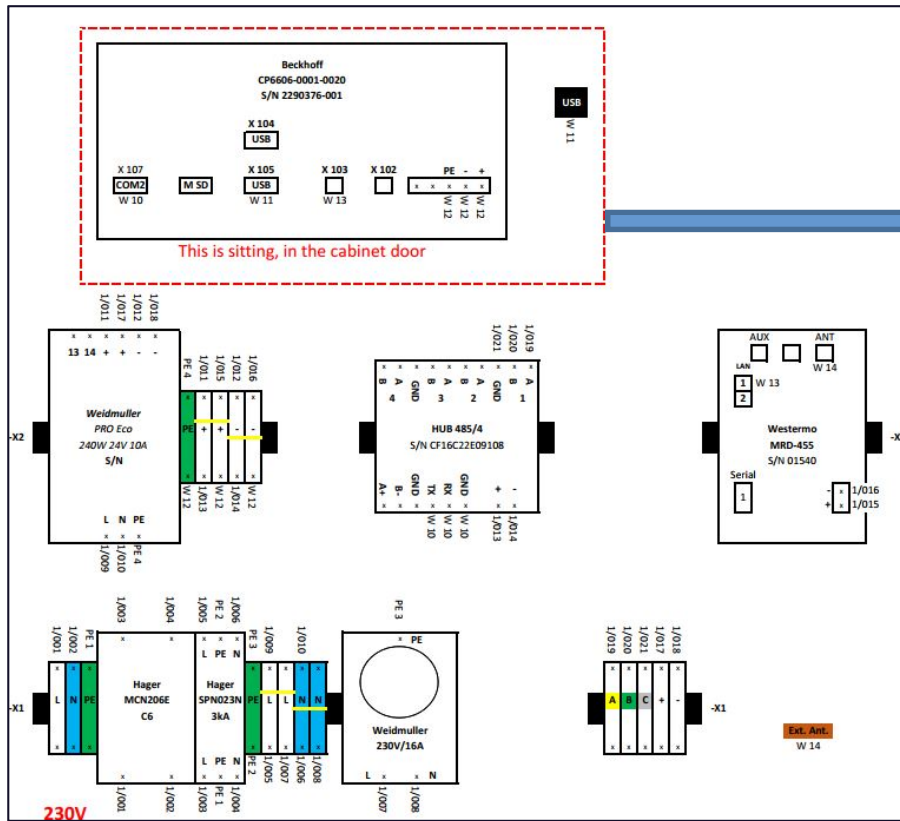 Beckhoff
CP6606-0001-0020
S/N 2290376-001
USB
W 11
X 104
USB
X 107
X 105
X 103
X 102
PE - +
COM2
M SD
USB
x x x x x
W 10
W 11
W 13
W 12
W 12
W 12
This is sitting, in the cabinet door
1/011
1/017
1/012
1/018
x x x x x x
13 14 + + - -
PE 4
1/011
1/015
1/012
1/016
x x x x x
Weidmuller
PRO Eco
240W 24V 10A
S/N
-X2
PE + + - -
x x x x x
W 12
1/013
W 12
1/014
W 12
L N PE
x x x
1/009
1/010
PE 4
1/021
1/020
1/019
x x x x x x x x x
B A GND B A A GND B A
4 3 2 1
HUB 485/4
S/N CF16C22E09108
A+ B- GND TX RX GND + -
x x x x x x x x
W 10
W 10
W 10
1/013
1/014
AUX
ANT
W 14
LAN
1
W 13
2
Westermo
MRD-455
S/N 01540
-X
Serial
1
- x 1/016
+ x 1/015
1/001
1/002
PE 1
1/003
1/004
1/005
PE 2
1/006
PE 3
1/009
1/010
PE 3
x x x
x x
x x x
L PE N
x x x x x
x PE
-X1
L N PE
Hager
MCN206E
C6
Hager
SPN023N
3kA
PE L L N N
Weidmuller
230V/16A
x x x
x x
L PE N
x x x
x x x x x
L x x N
1/001
1/002
1/003
PE 1
1/004
PE 2
1/005
1/007
1/006
1/008
1/007
1/008
1/019
1/020
1/021
1/017
1/018
x x x x x
A B C + -
x x x x x
-X1
Ext. Ant.
W 14
230V